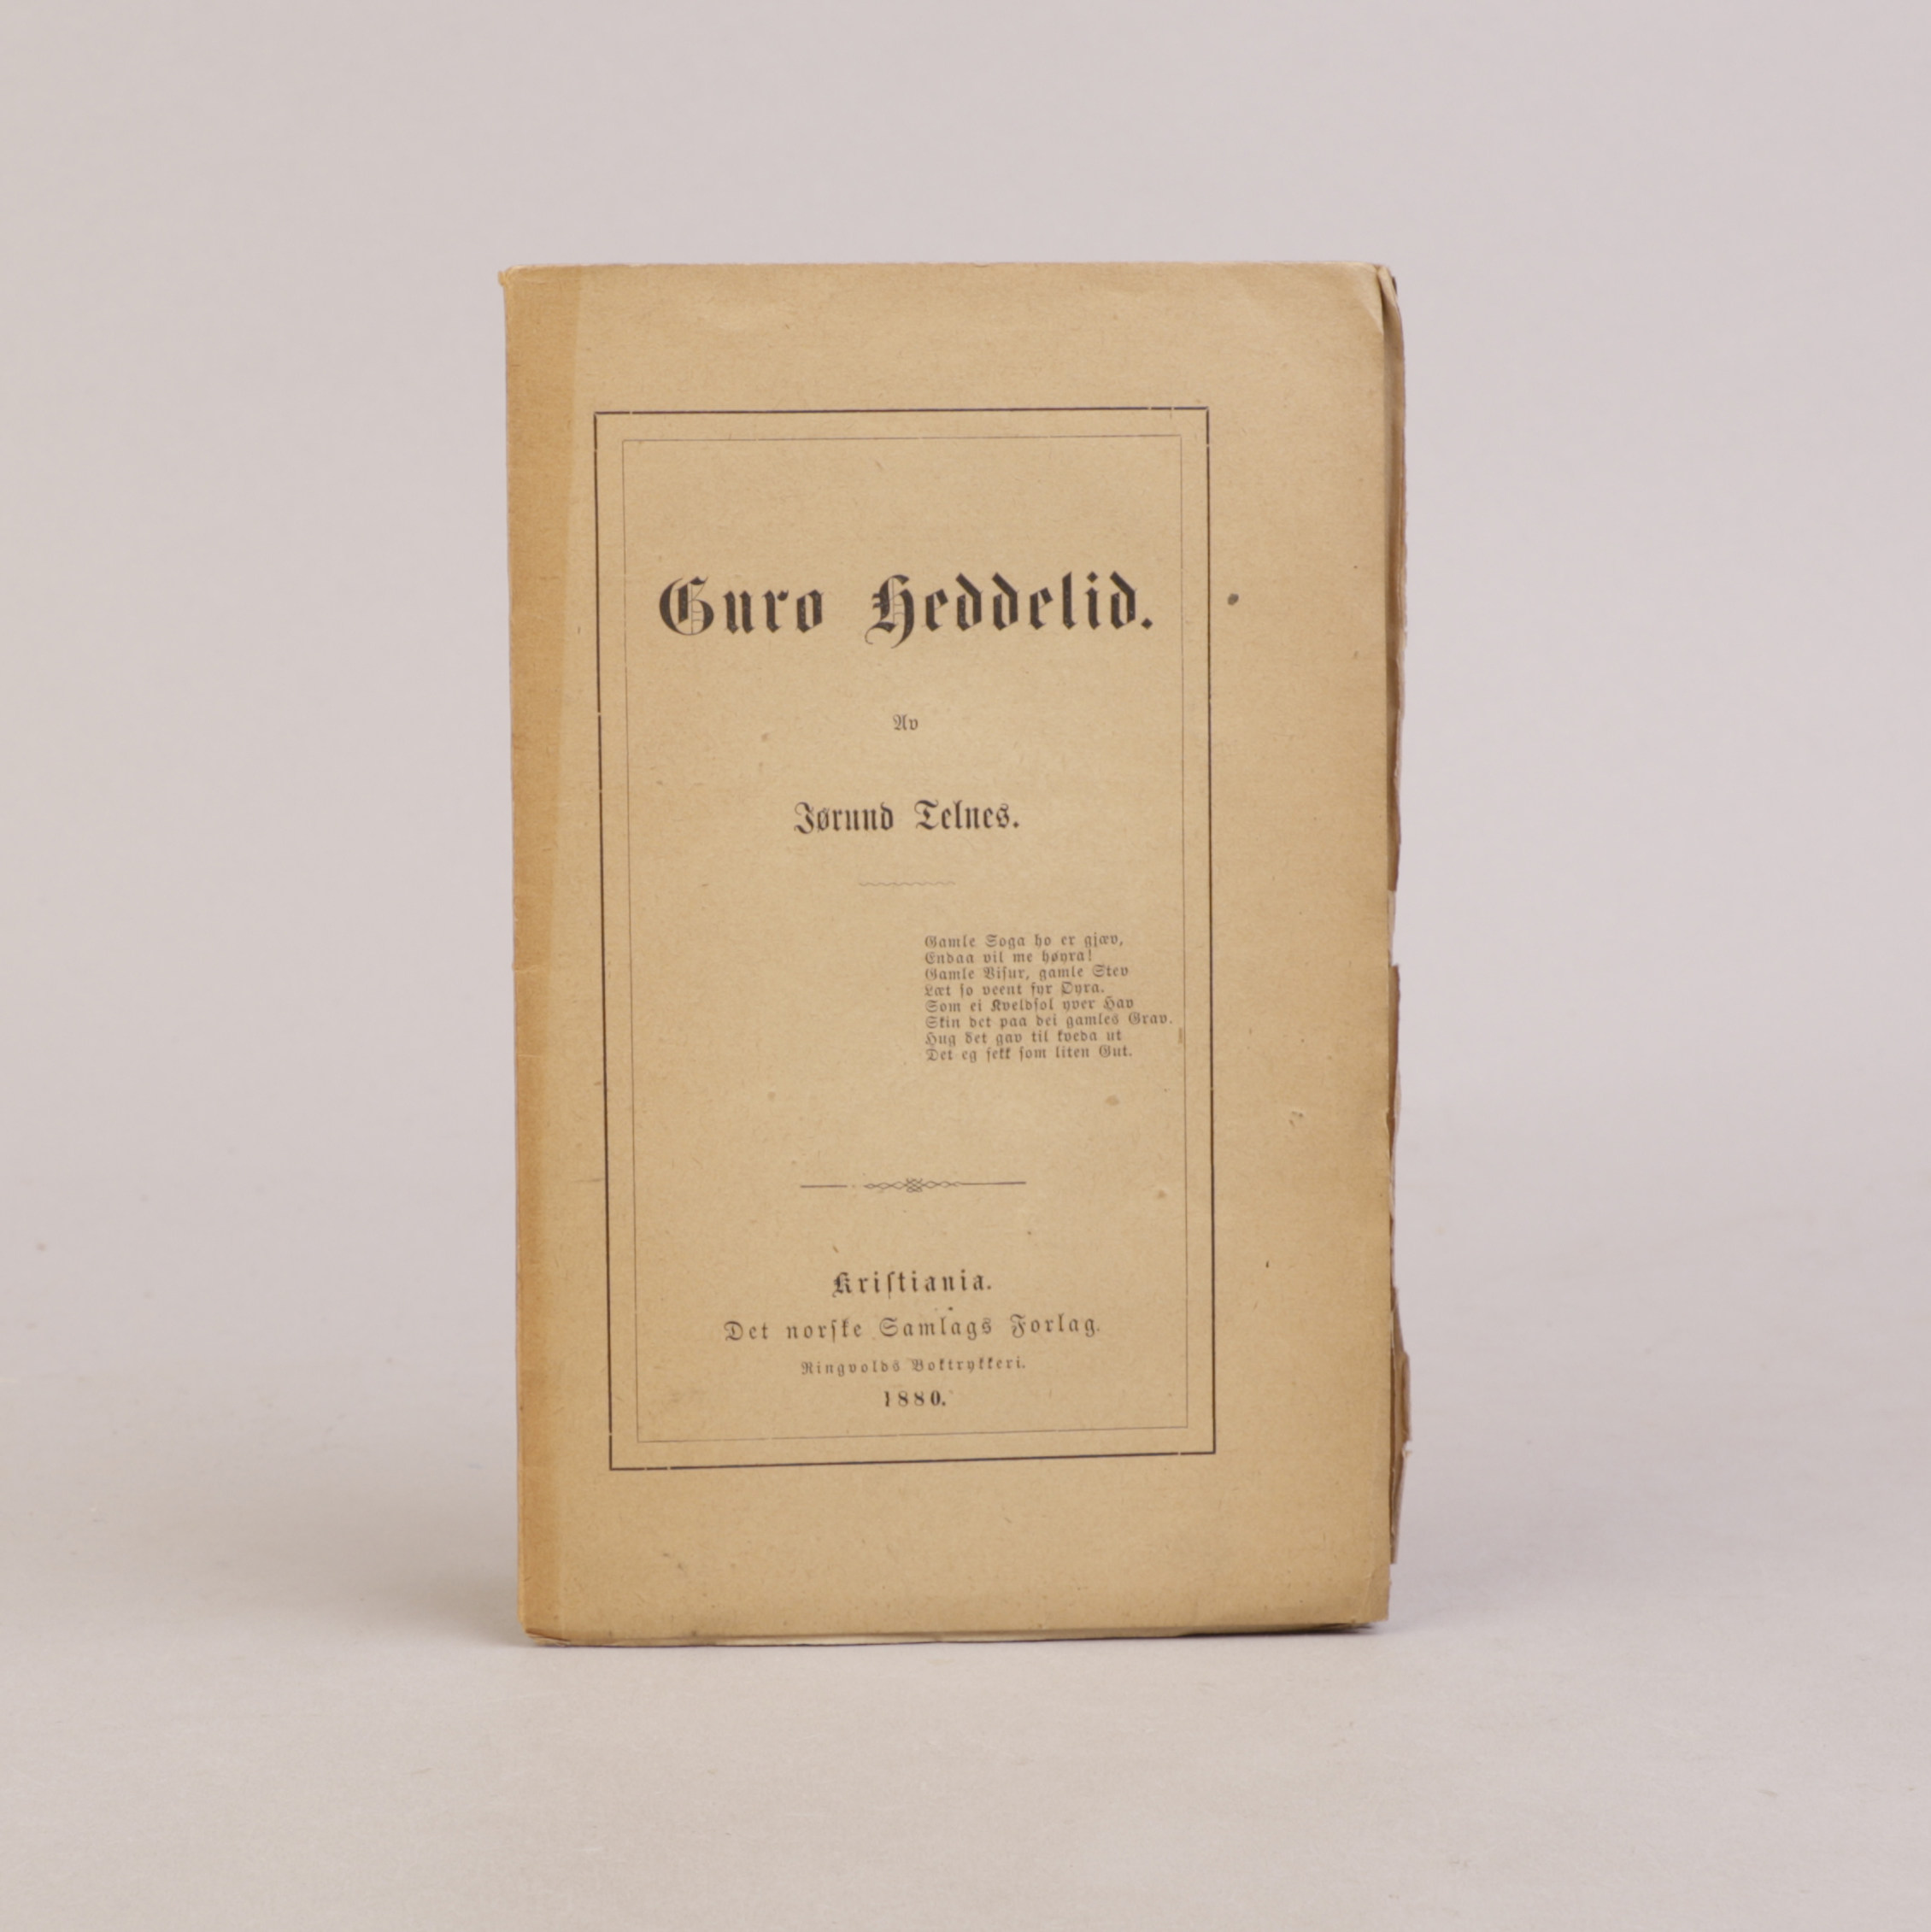 Guro Heddelid.
Av
Jørund Telnes.
Gamle Soga ho er gjæv,
Endaa vil me høyra!
Gamle Visur, gamle Stev
Læt so veent fyr Øyra.
Som ei Kveldsol yver Hav
Skin det paa dei gamles Grav.
Hug det gav til kveda ut
Det eg fekk som liten Gut.
Kristiania.
Det norske Samlags Forlag.
Ringvolds Boktrykkeri.
1880.